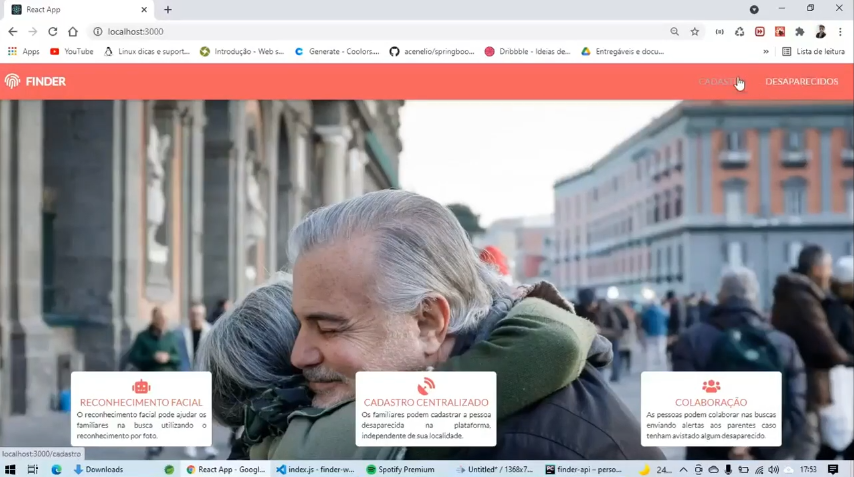 React App
localhost:3000
Apps
YouTube
Linux dicas e suport...
Introdução - Web s...
Generate - Coolors....
acenelio/springboo...
Dribbble - Ideias de...
Entregáveis e docu...
»
Lista de leitura
FINDER
CADASTRO
DESAPARECIDOS
RECONHECIMENTO FACIAL
O reconhecimento facial pode ajudar os
familiares na busca utilizando o
reconhecimento por foto.
CADASTRO CENTRALIZADO
Os familiares podem cadastrar a pessoa
desaparecida na plataforma,
independente de sua localidade.
COLABORAÇÃO
As pessoas podem colaborar nas buscas
enviando alertas aos parentes caso
tenham avistado algum desaparecido.
localhost:3000/cadastro
Downloads
React App - Googl...
index.js - finder-w...
Spotify Premium
Untitled* / 1368x7...
finder-api – perso...
24...
17:53